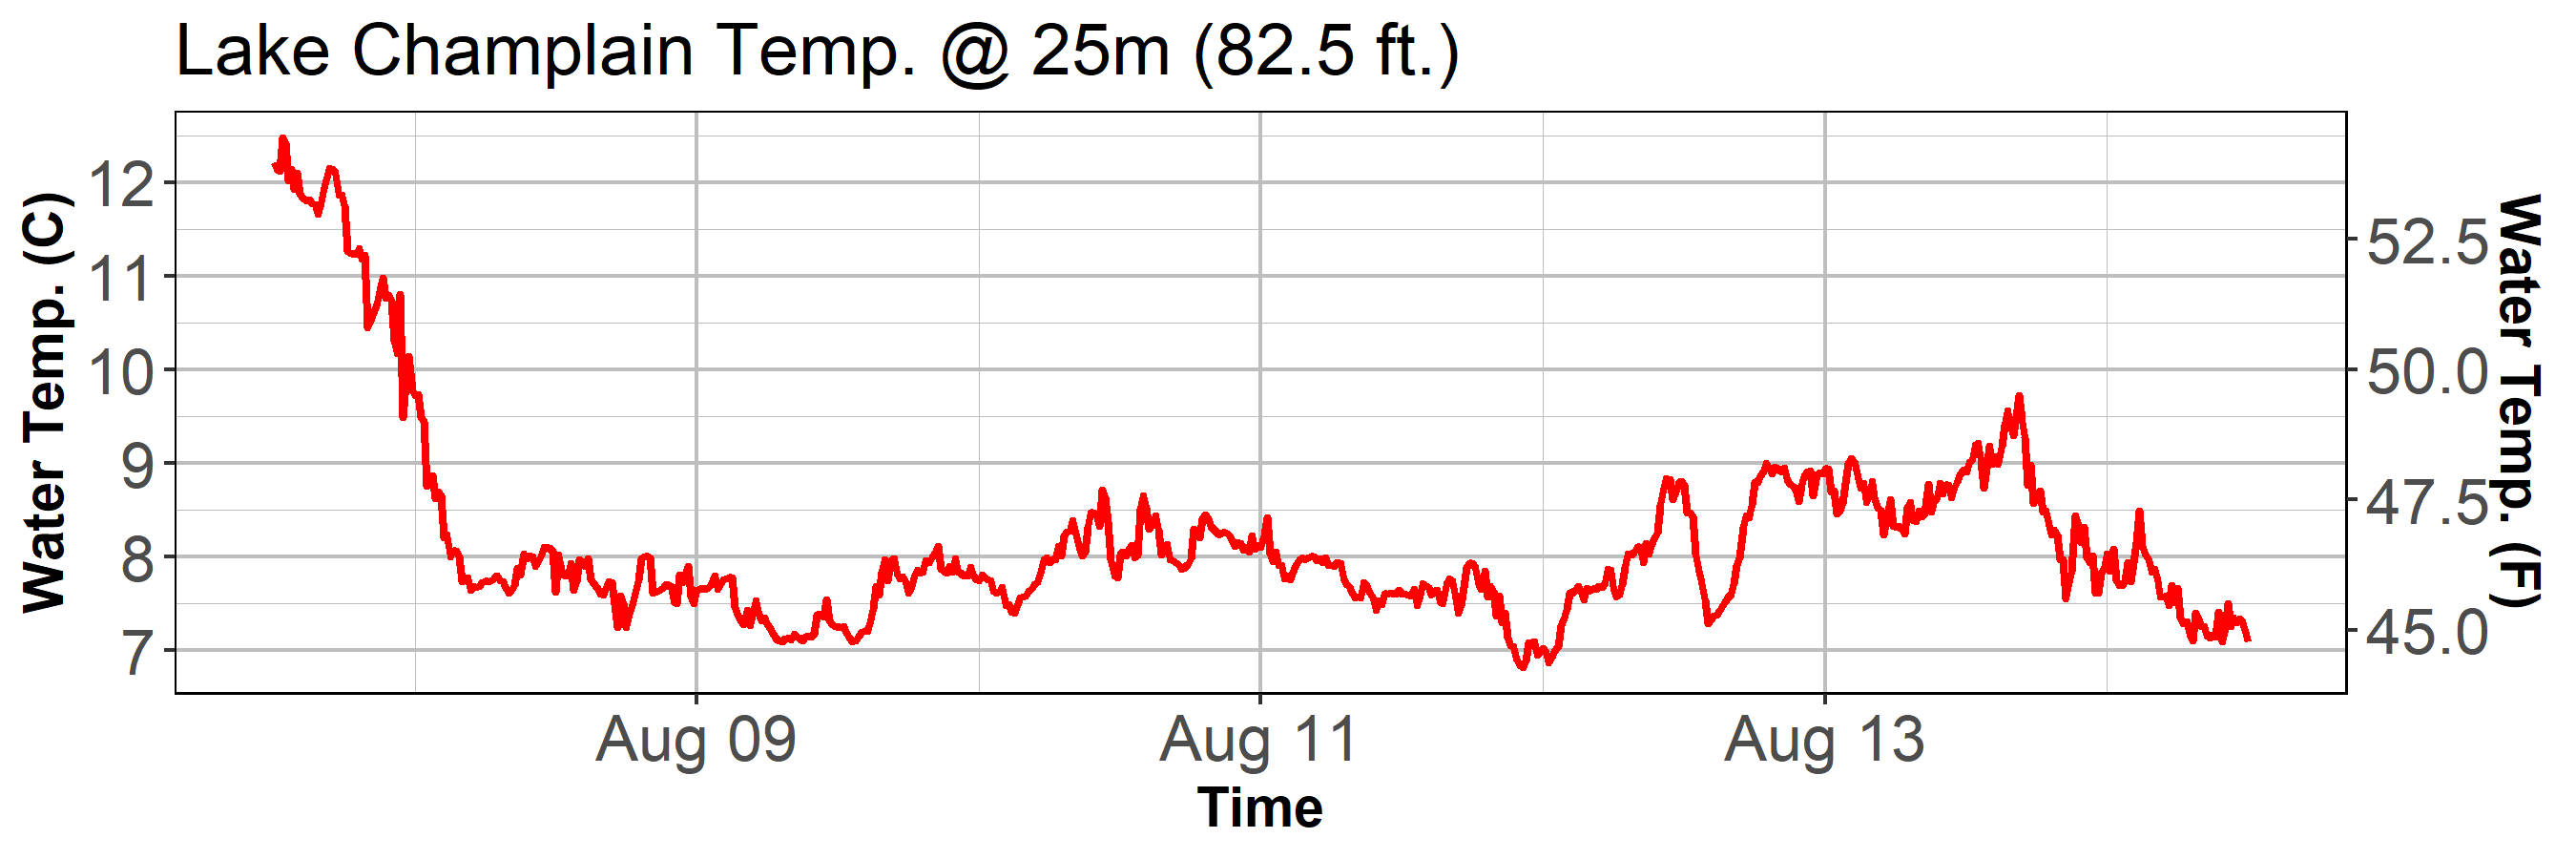 Lake Champlain Temp. @ 25m (82.5 ft.)
Water Temp. (C)
12
11
10
9
8
7
52.5
50.0
47.5
45.0
Water Temp. (F)
Aug 09
Aug 11
Aug 13
Time